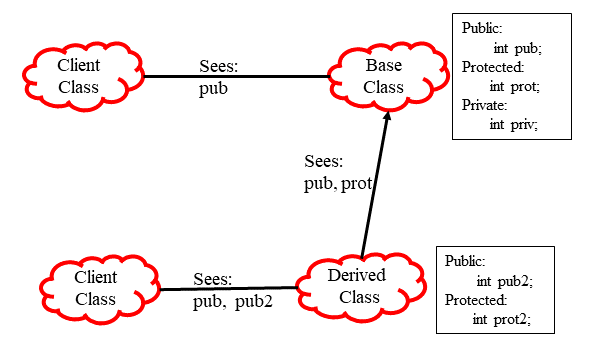 Client
Class
Sees:
pub
Base
Class
Public:
int pub;
Protected:
int prot;
Private:
int priv;
Sees:
pub, prot
Client
Class
Sees:
pub, pub2
Derived
Class
Public:
int pub2;
Protected:
int prot2;